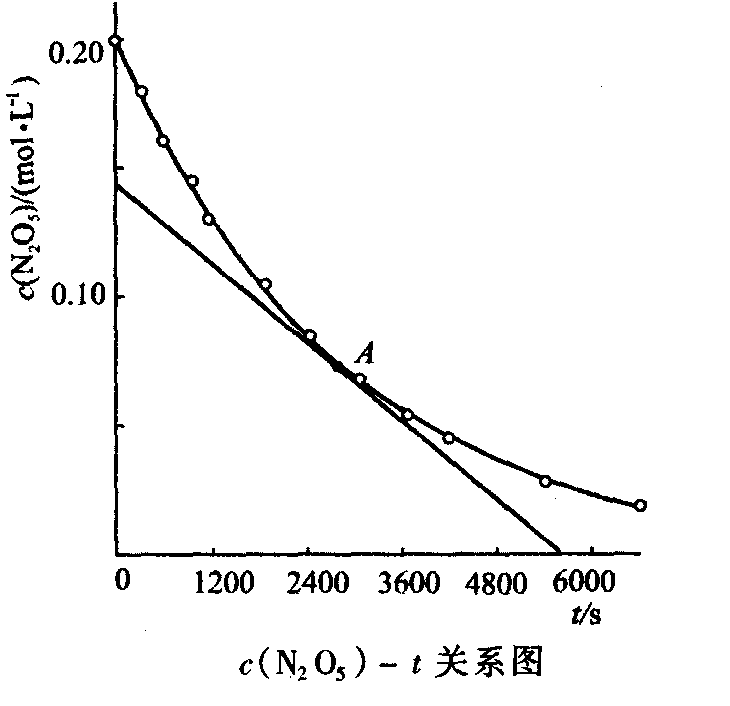 0.20
c(N₂O₅)/(mol·L⁻¹)
0.10
A
0 1200 2400 3600 4800 6000
t/s
c(N₂O₅)-t 关系图